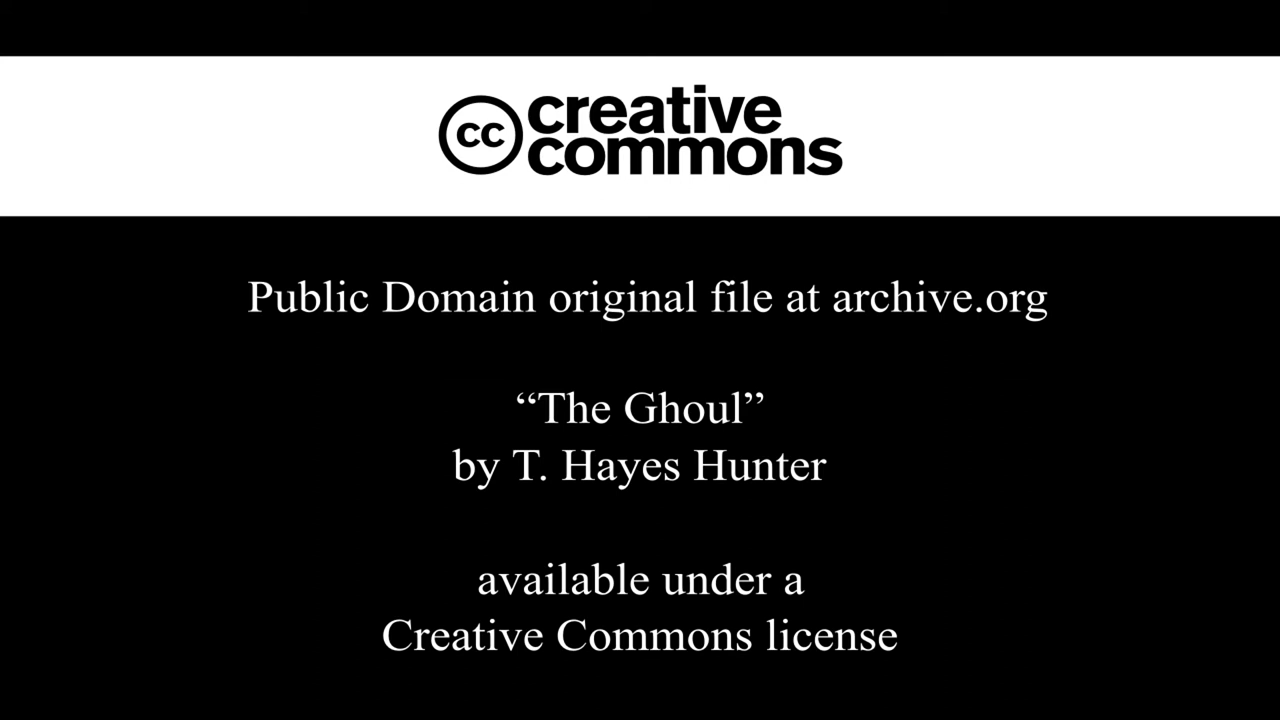 cc creative
commons
Public Domain original file at archive.org
“The Ghoul”
by T. Hayes Hunter
available under a
Creative Commons license